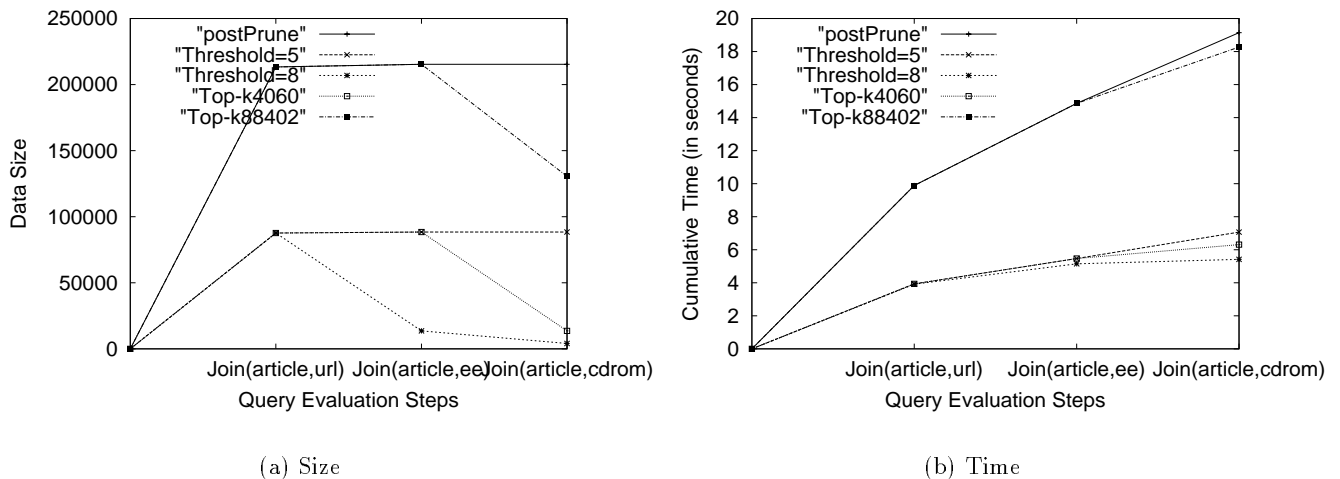 250000
200000
150000
100000
50000
0
Data Size
"postPrune"
"Threshold=5"
"Threshold=8"
"Top-k4060"
"Top-k88402"
Join(article,url)
Join(article,ee)
Join(article,cdrom)
Query Evaluation Steps
(a) Size
20
18
16
14
12
10
8
6
4
2
0
Cumulative Time (in seconds)
"postPrune"
"Threshold=5"
"Threshold=8"
"Top-k4060"
"Top-k88402"
Join(article,url)
Join(article,ee)
Join(article,cdrom)
Query Evaluation Steps
(b) Time